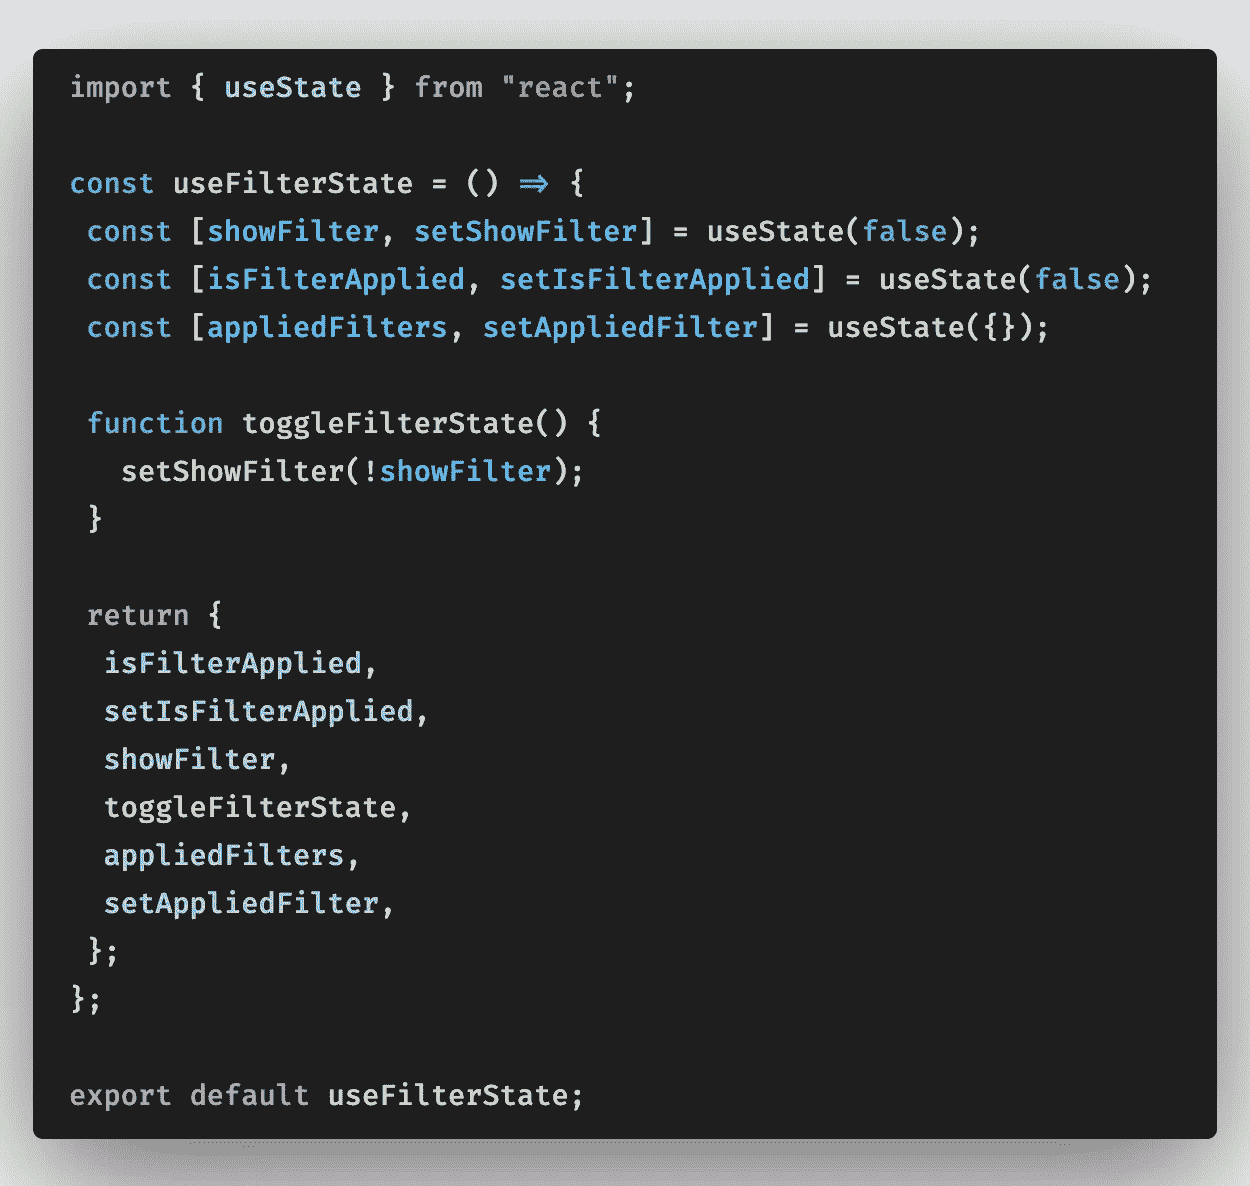 import { useState } from "react";
const useFilterState = () => {
const [showFilter, setShowFilter] = useState(false);
const [isFilterApplied, setIsFilterApplied] = useState(false);
const [appliedFilters, setAppliedFilter] = useState({});
function toggleFilterState() {
setShowFilter(!showFilter);
}
return {
isFilterApplied,
setIsFilterApplied,
showFilter,
toggleFilterState,
appliedFilters,
setAppliedFilter,
};
};
export default useFilterState;